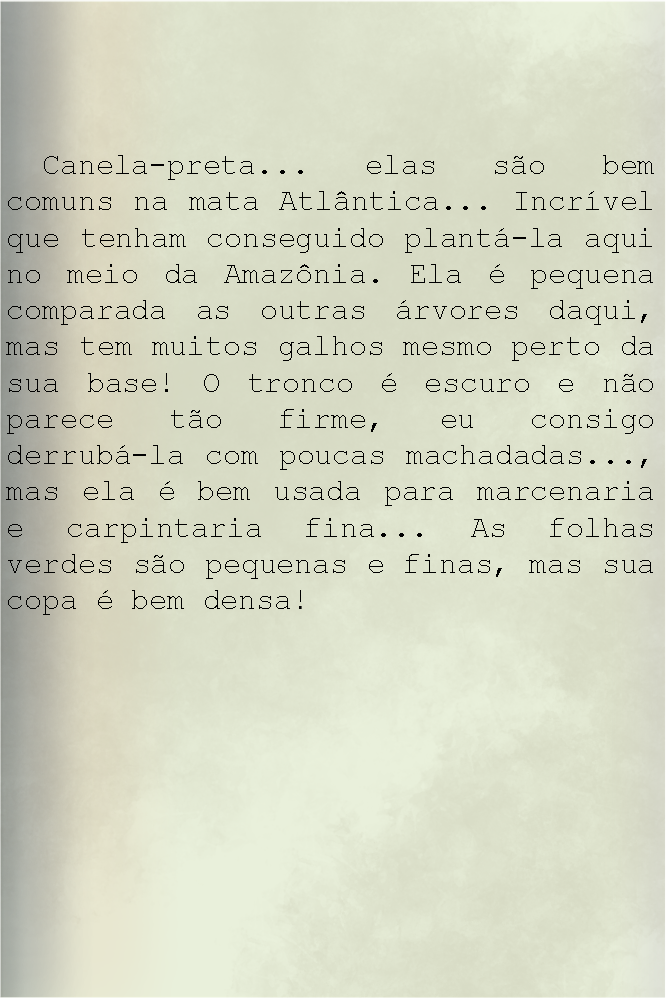 Canela-preta... elas são bem
comuns na mata Atlântica... Incrível
que tenham conseguido plantá-la aqui
no meio da Amazônia. Ela é pequena
comparada as outras árvores daqui,
mas tem muitos galhos mesmo perto da
sua base! O tronco é escuro e não
parece tão firme, eu consigo
derrubá-la com poucas machadadas...,
mas ela é bem usada para marcenaria
e carpintaria fina... As folhas
verdes são pequenas e finas, mas sua
copa é bem densa!